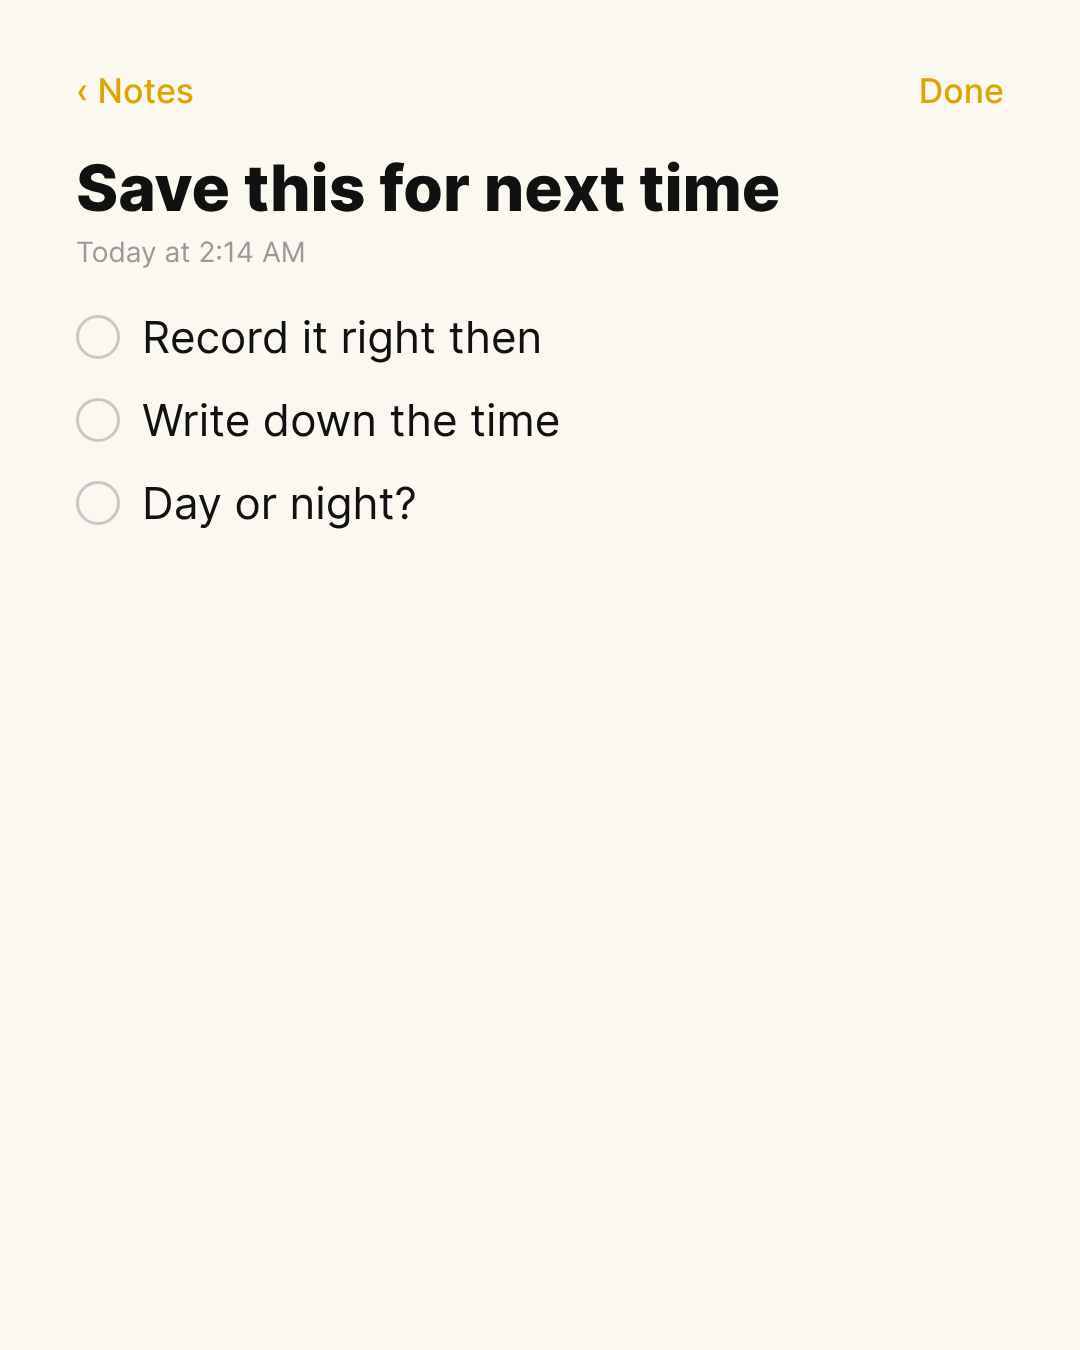 ‹ Notes
Done
Save this for next time
Today at 2:14 AM
Record it right then
Write down the time
Day or night?